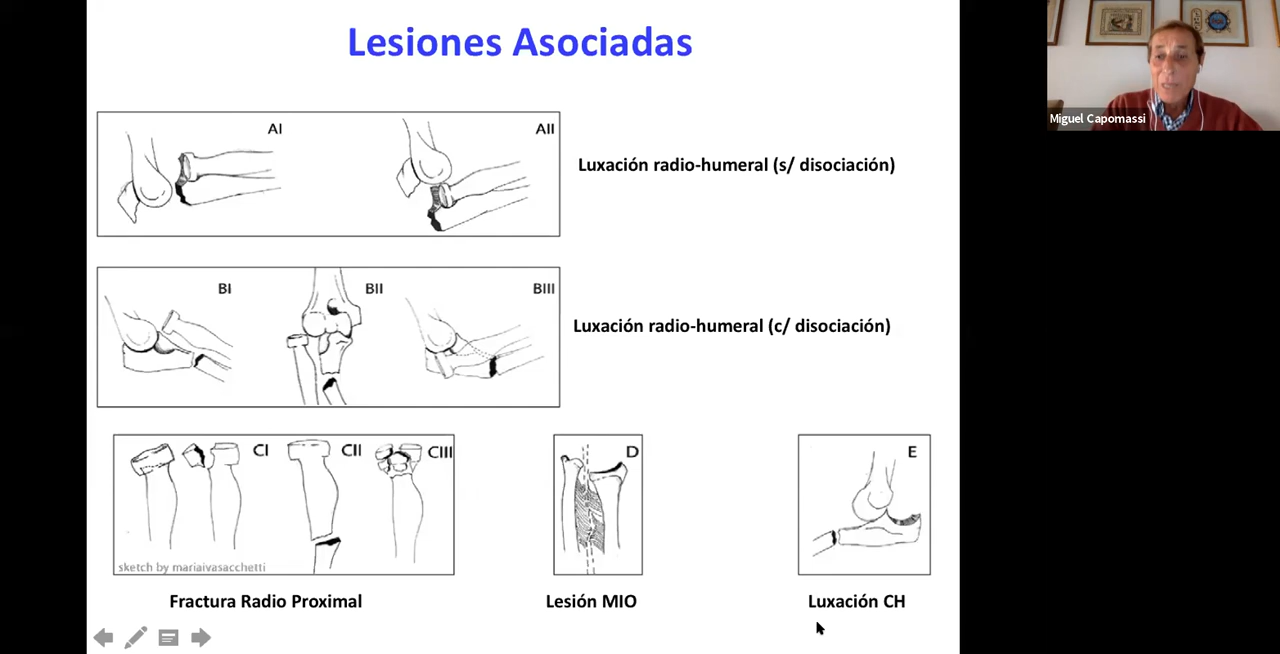 Lesiones Asociadas
Miguel Capomassi
AI
AII
Luxación radio-humeral (s/ disociación)
BI
BII
BIII
Luxación radio-humeral (c/ disociación)
CI
CII
CIII
D
E
sketch by mariaivasacchetti
Fractura Radio Proximal
Lesión MIO
Luxación CH